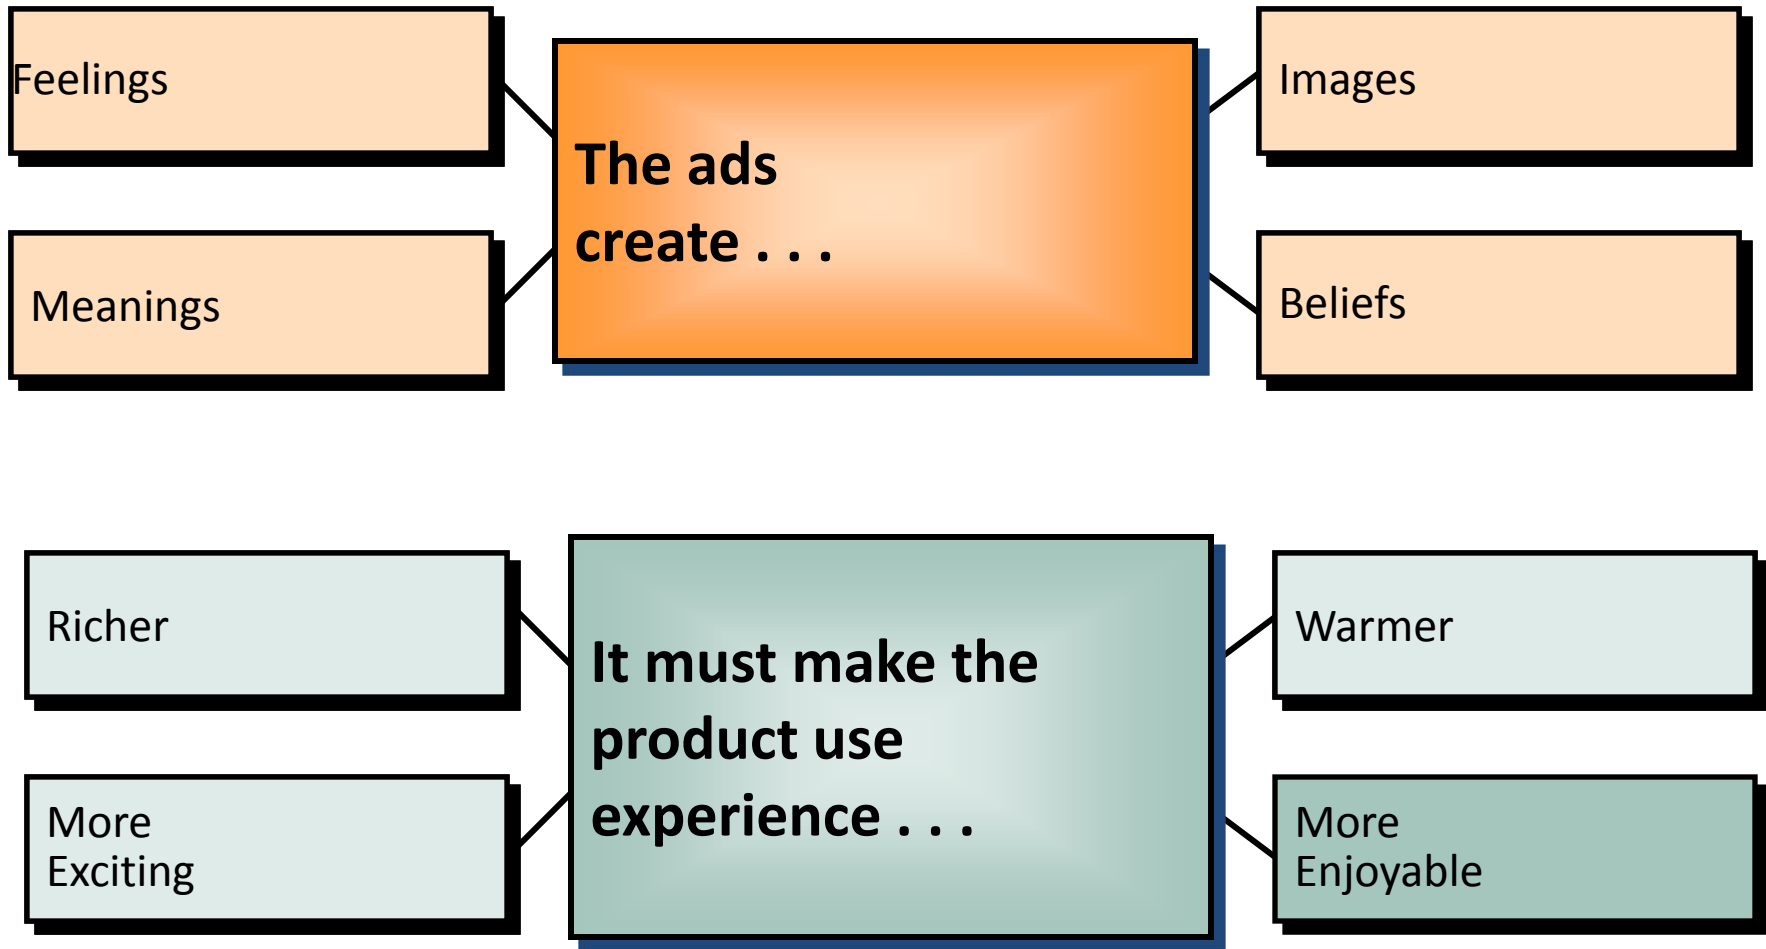 Feelings
Meanings
The ads
create . . .
Images
Beliefs
Richer
More
Exciting
It must make the
product use
experience . . .
Warmer
More
Enjoyable